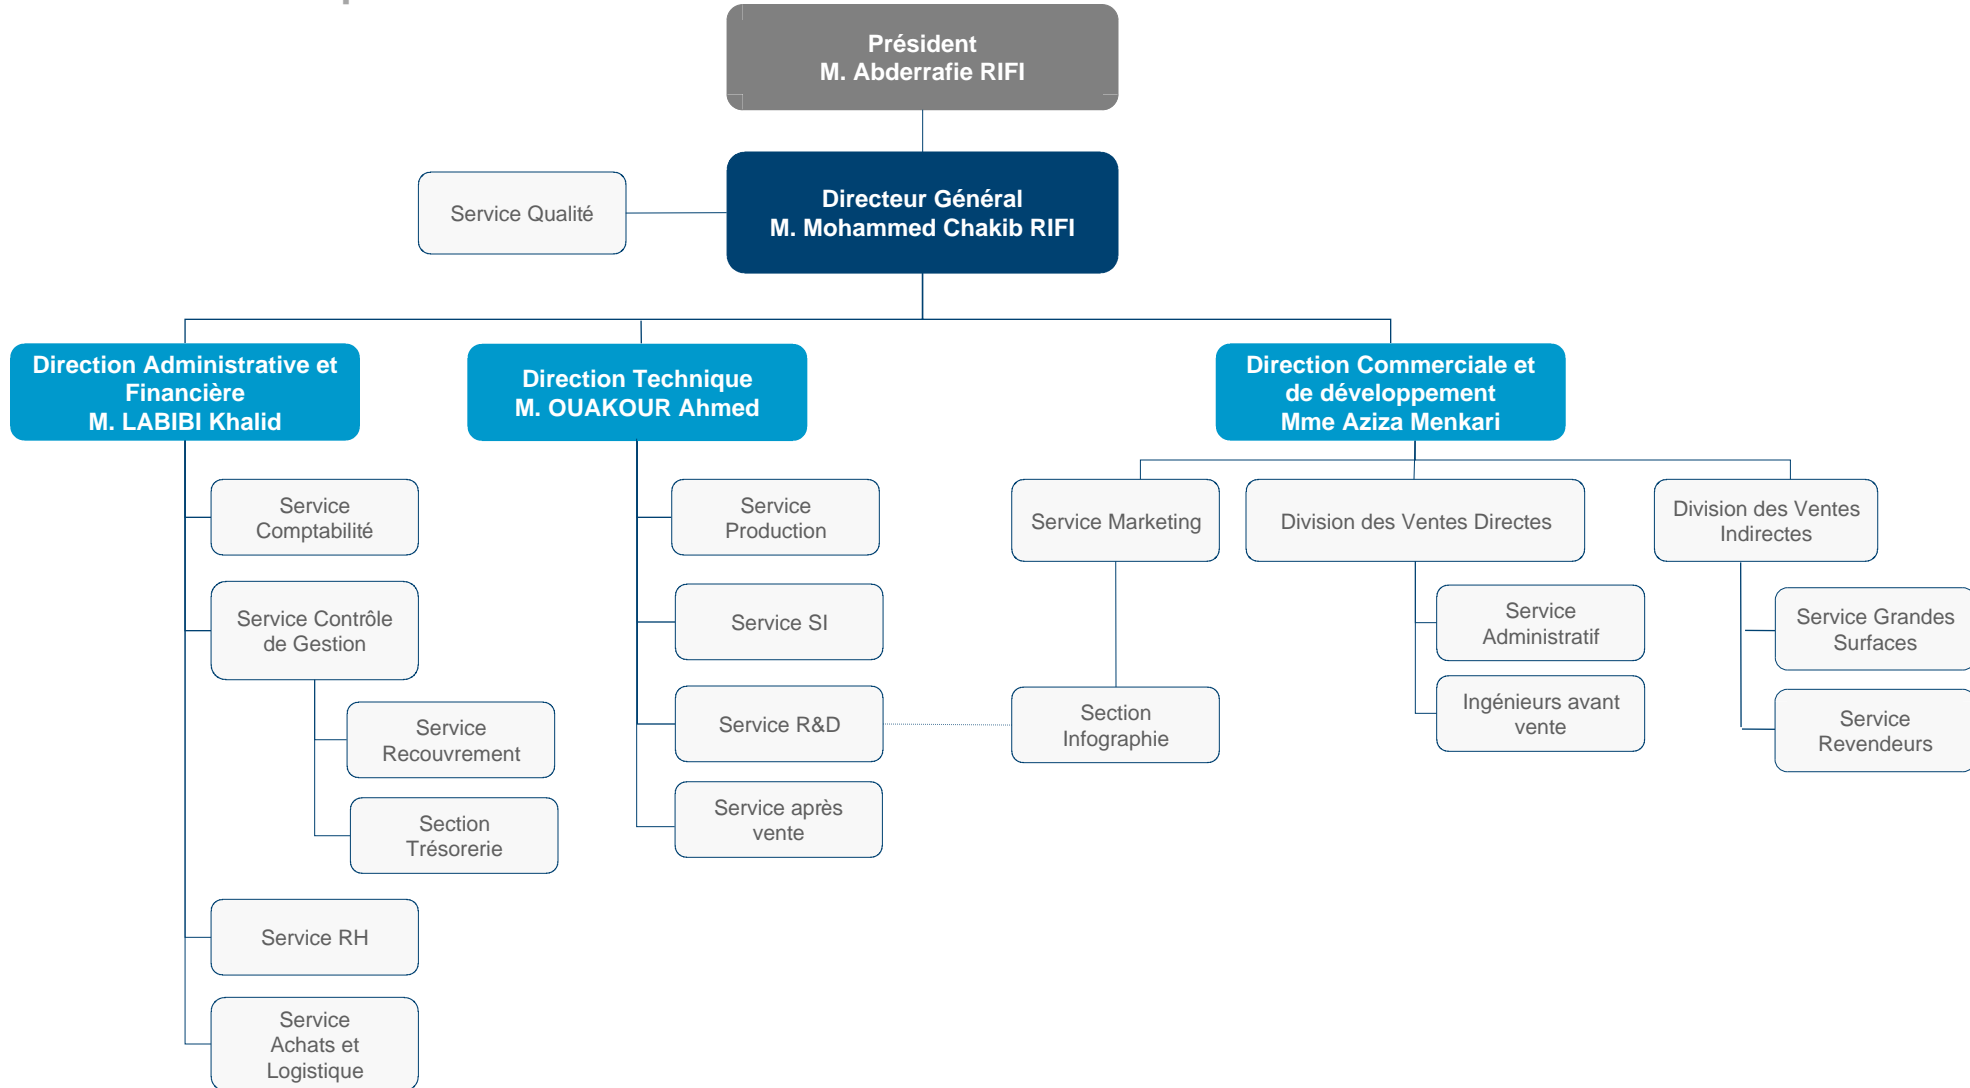 Président
M. Abderrafie RIFI
Service Qualité
Directeur Général
M. Mohammed Chakib RIFI
Direction Administrative et
Financière
M. LABIBI Khalid
Direction Technique
M. OUAKOUR Ahmed
Direction Commerciale et
de développement
Mme Aziza Menkari
Service
Comptabilité
Service Contrôle
de Gestion
Service
Recouvrement
Section
Trésorerie
Service RH
Service
Achats et
Logistique
Service
Production
Service SI
Service R&D
Service après
vente
Service Marketing
Section
Infographie
Division des Ventes Directes
Service
Administratif
Ingénieurs avant
vente
Division des Ventes
Indirectes
Service Grandes
Surfaces
Service
Revendeurs